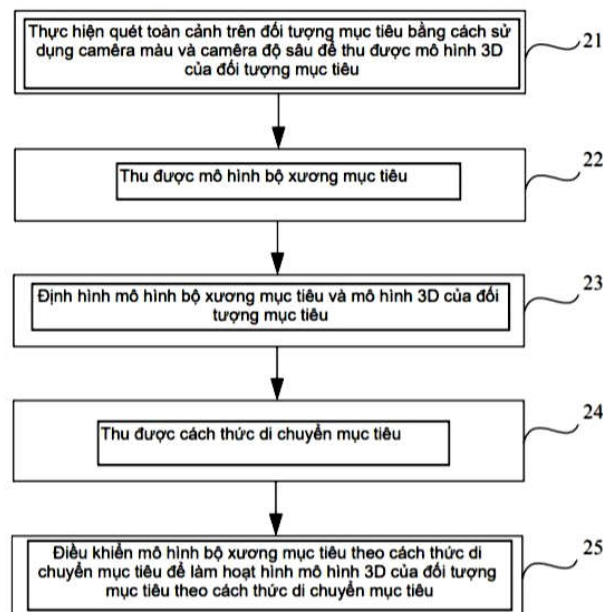 Thực hiện quét toàn cảnh trên đối tượng mục tiêu bằng cách sử
dụng camêra màu và camêra độ sâu để thu được mô hình 3D
của đối tượng mục tiêu
21
Thu được mô hình bộ xương mục tiêu
22
Định hình mô hình bộ xương mục tiêu và mô hình 3D của đối
tượng mục tiêu
23
Thu được cách thức di chuyển mục tiêu
24
Điều khiển mô hình bộ xương mục tiêu theo cách thức di
chuyển mục tiêu để làm hoạt hình mô hình 3D của đối tượng
mục tiêu theo cách thức di chuyển mục tiêu
25